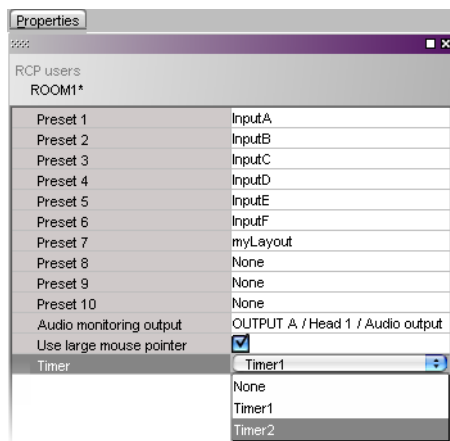 Properties
RCP users
ROOM1*
Preset 1 InputA
Preset 2 InputB
Preset 3 InputC
Preset 4 InputD
Preset 5 InputE
Preset 6 InputF
Preset 7 myLayout
Preset 8 None
Preset 9 None
Preset 10 None
Audio monitoring output OUTPUT A / Head 1 / Audio output
Use large mouse pointer
Timer Timer1
None
Timer1
Timer2